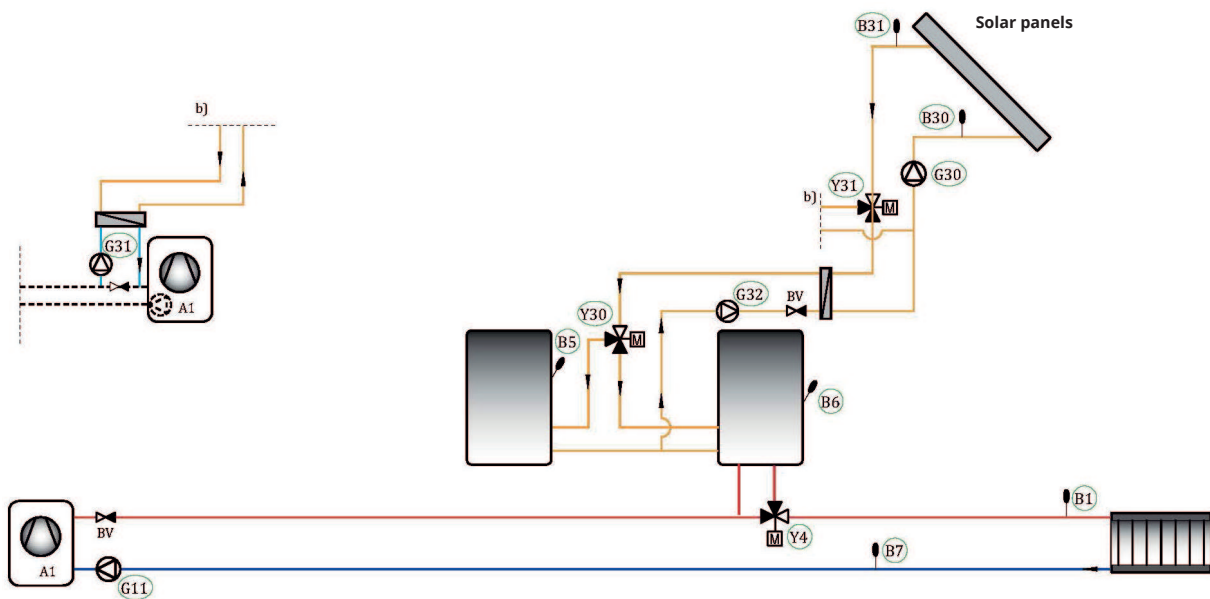 Solar panels
B31
b)
B30
G30
Y31
b)
M
G31
A1
G32
BV
Y30
M
B5
B6
B1
BV
M
Y4
B7
A1
G11